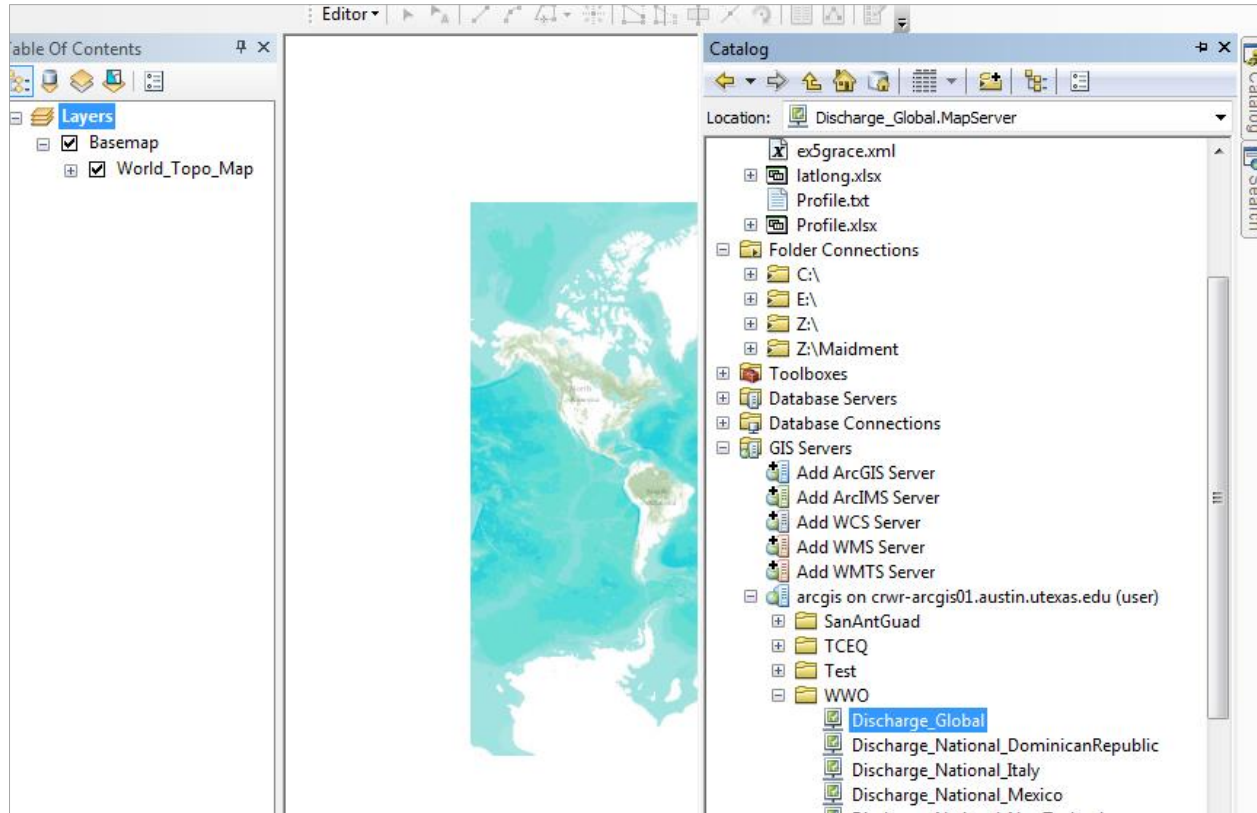 Editor
able Of Contents
Layers
Basemap
World_Topo_Map
North
South
Catalog
Location: Discharge_Global.MapServer
ex5grace.xml
latlong.xlsx
Profile.txt
Profile.xlsx
Folder Connections
C:\
E:\
Z:\
Z:\Maidment
Toolboxes
Database Servers
Database Connections
GIS Servers
Add ArcGIS Server
Add ArcIMS Server
Add WCS Server
Add WMS Server
Add WMTS Server
arcgis on crwr-arcgis01.austin.utexas.edu (user)
SanAntGuad
TCEQ
Test
WWO
Discharge_Global
Discharge_National_DominicanRepublic
Discharge_National_Italy
Discharge_National_Mexico
Catalog
Search